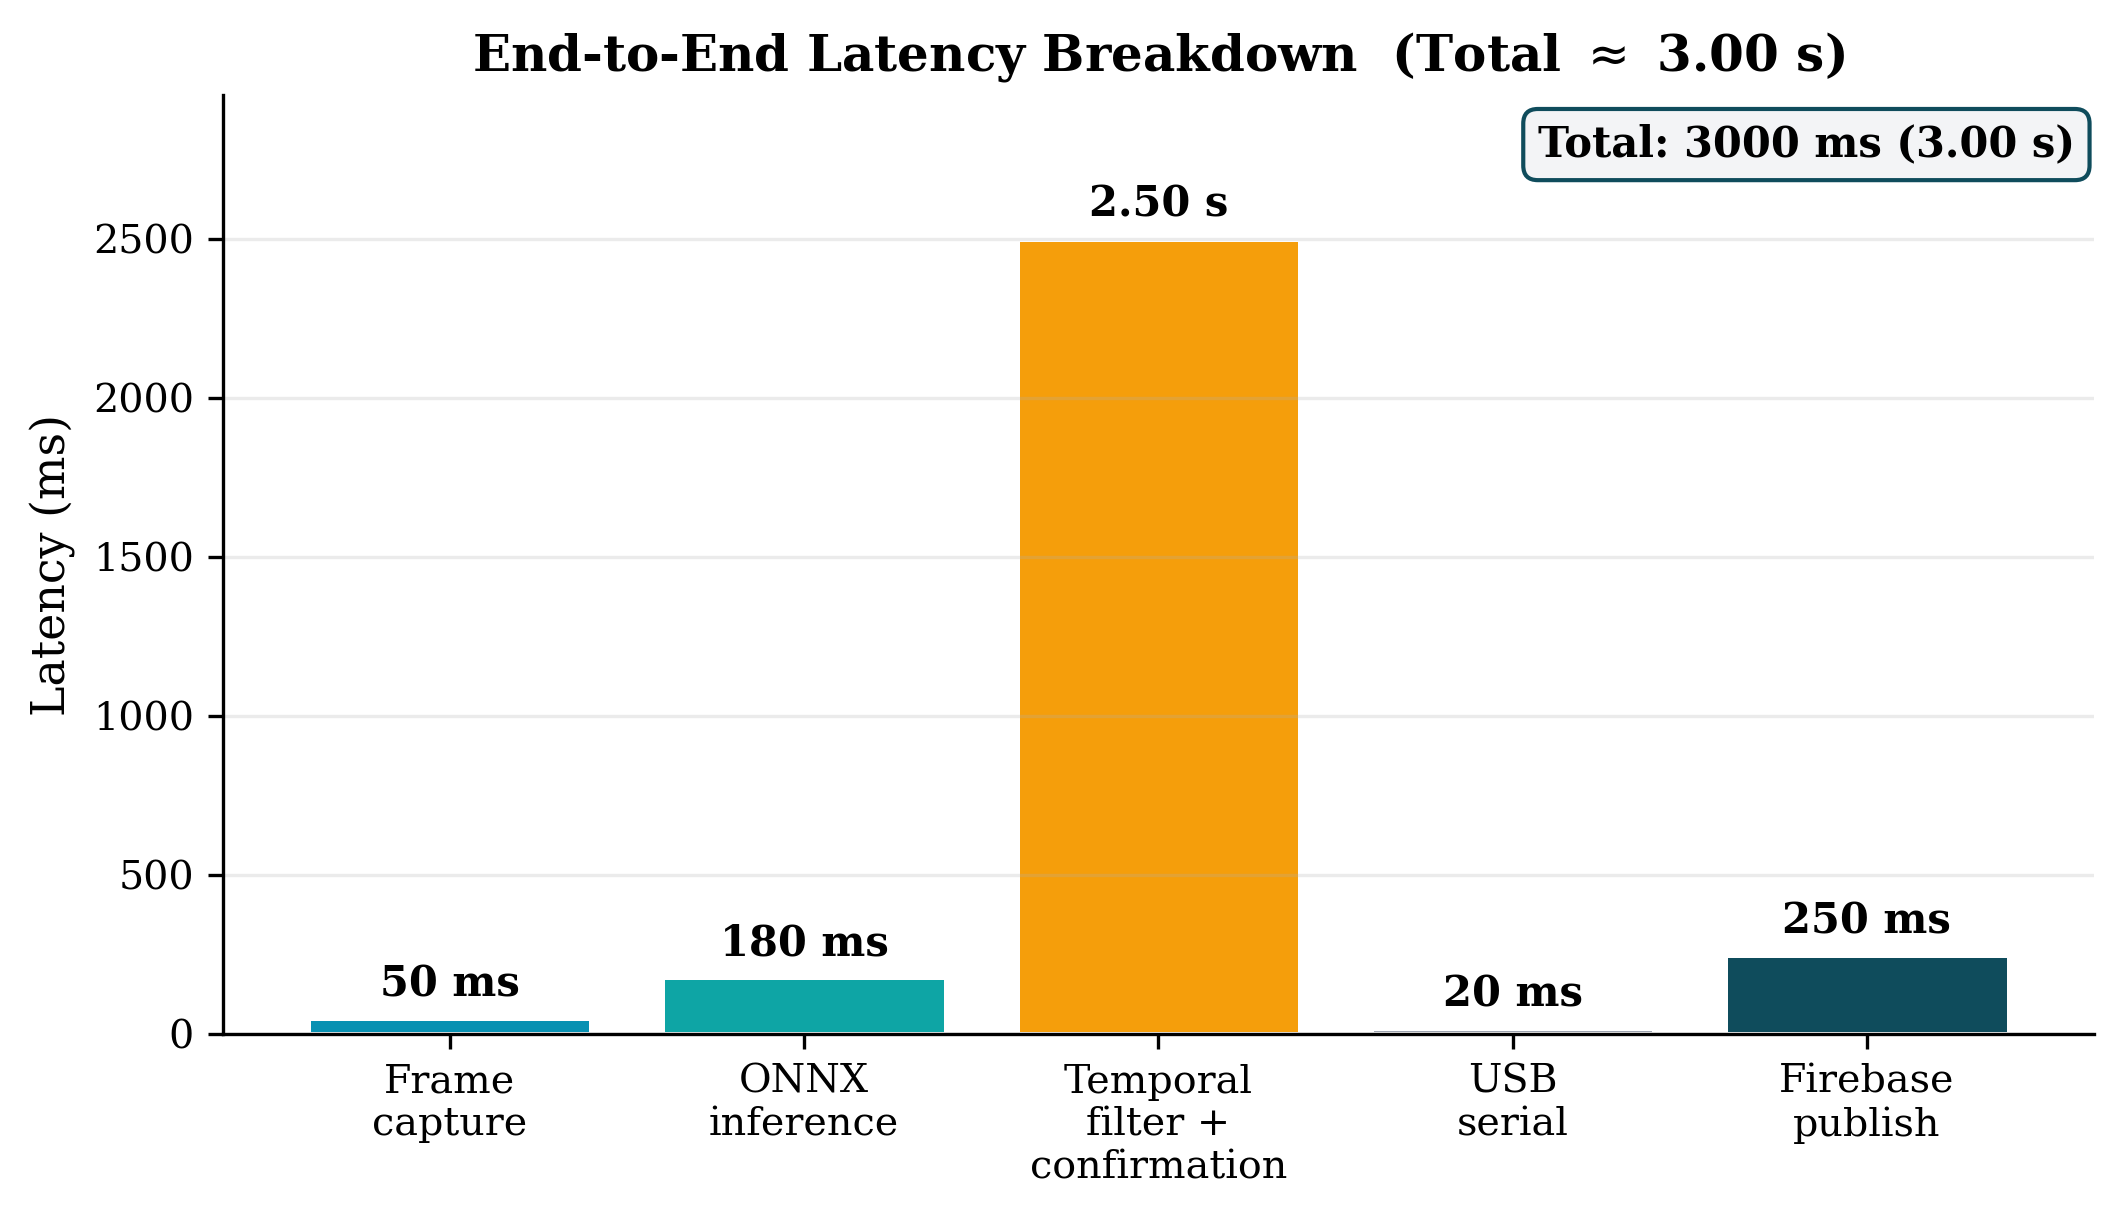 End-to-End Latency Breakdown (Total ≈ 3.00 s)
Total: 3000 ms (3.00 s)
Latency (ms)
2500
2000
1500
1000
500
0
50 ms
180 ms
2.50 s
20 ms
250 ms
Frame
capture
ONNX
inference
Temporal
filter +
confirmation
USB
serial
Firebase
publish